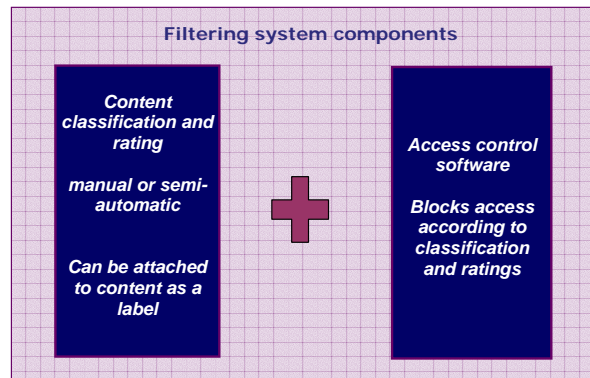 Filtering system components
Content
classification and
rating
manual or semi-
automatic
Can be attached
to content as a
label
Access control
software
Blocks access
according to
classification
and ratings